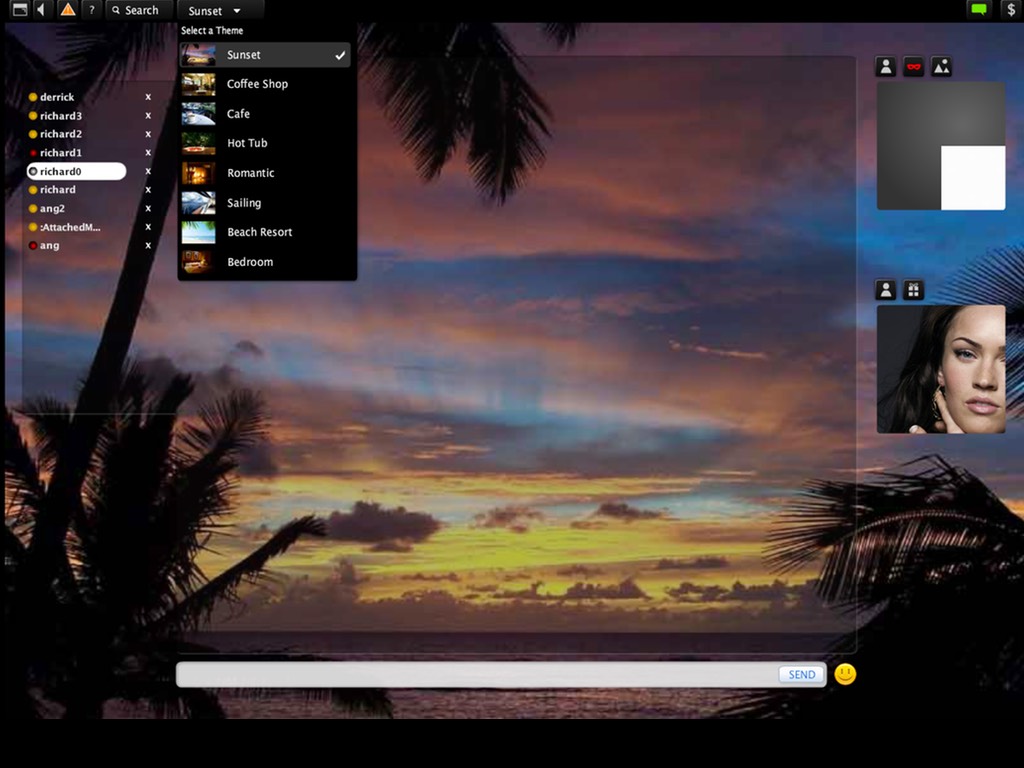 ? Search Sunset $
Select a Theme
Sunset
Coffee Shop
Cafe
Hot Tub
Romantic
Sailing
Beach Resort
Bedroom
derrick x
richard3 x
richard2 x
richard1 x
richard0 x
richard x
ang2 x
:AttachedM... x
ang x
SEND